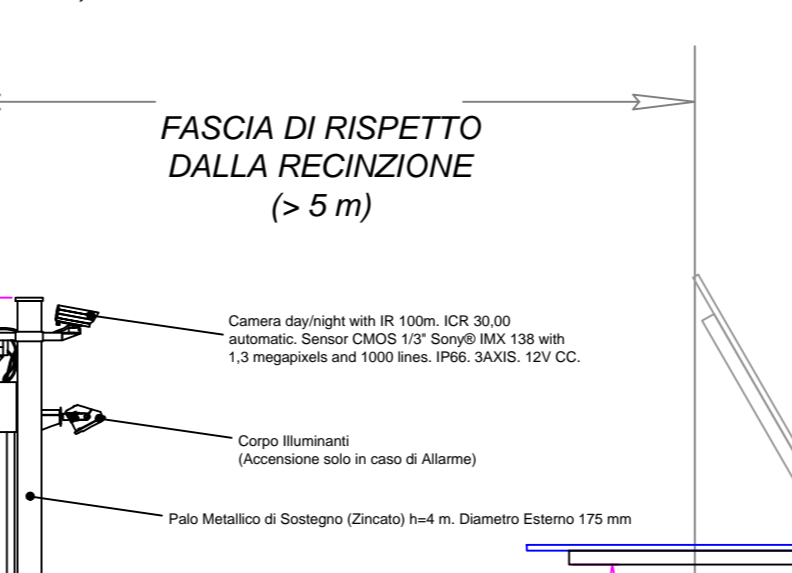 FASCIA DI RISPETTO
DALLA RECINZIONE
(> 5 m)
Camera day/night with IR 100m. ICR 30,00
automatic. Sensor CMOS 1/3" Sony® IMX 138 with
1,3 megapixels and 1000 lines. IP66. 3AXIS. 12V CC.
Corpo Illuminanti
(Accensione solo in caso di Allarme)
Palo Metallico di Sostegno (Zincato) h=4 m. Diametro Esterno 175 mm